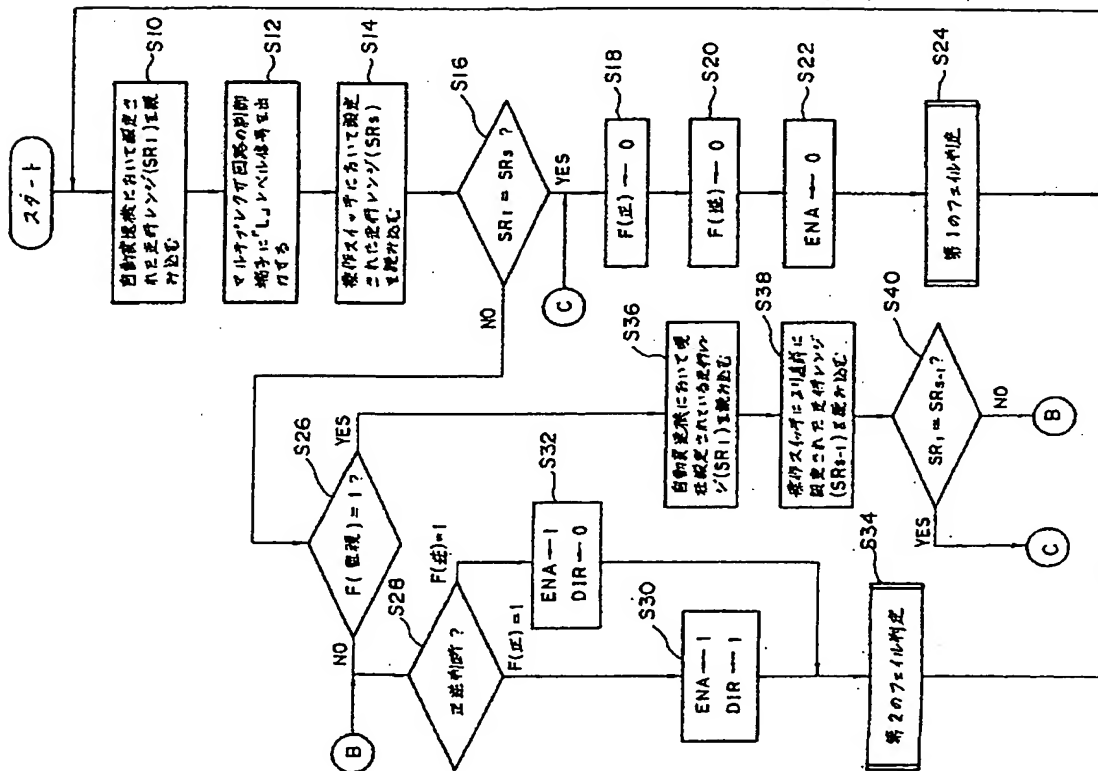 スタート
自動変速機において設定さ
れた走行レンジ(SR1)を読
み込む
S10
マルチプレクサ回路の制御
端子に「L」レベル信号を出
力する
S12
操作スイッチにおいて設定
された走行レンジ(SRs)
を読み込む
S14
SR1 = SRs ?
S16
NO
YES
C
F(正)―0
S18
F(逆)―0
S20
ENA―0
S22
第1のフェイル判定
S24
F(監視)=1 ?
S26
YES
NO
B
正逆判断?
S28
F(逆)=1
F(正)=1
ENA―1
DIR―0
S32
ENA―1
DIR―1
S30
第2のフェイル判定
S34
自動変速機において現
在設定されている走行レン
ジ(SR1)を読み込む
S36
操作スイッチにより直前に
設定された走行レンジ
(SRs-1)を読み込む
S38
SR1 = SRs-1?
S40
YES
NO
C
B